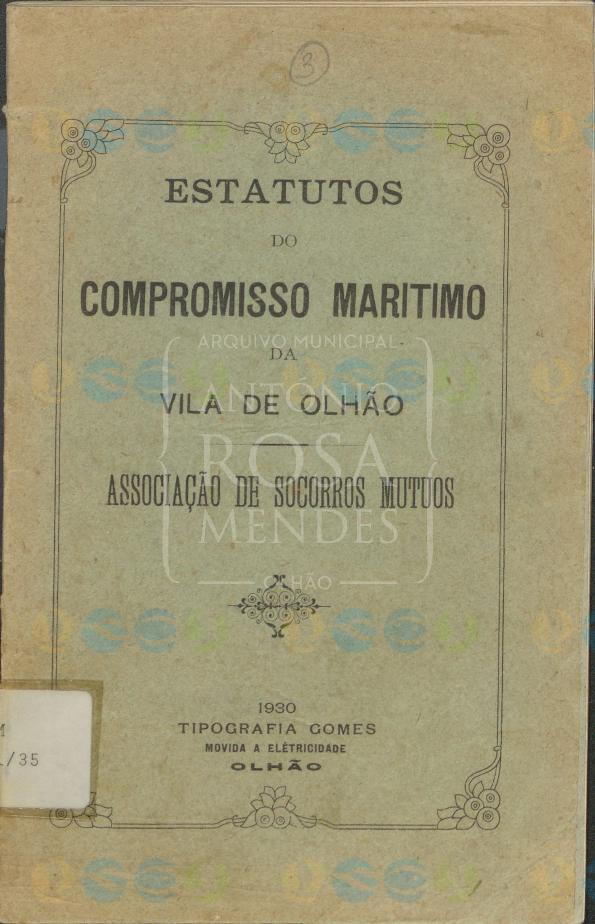 3
ESTATUTOS
DO
COMPROMISSO MARITIMO
ARQUIVO MUNICIPAL
DA
ANTÓNIO
VILA DE OLHÃO
ROSA
ASSOCIAÇÃO DE SOCORROS MUTUOS
MENDES
OLHÃO
1930
TIPOGRAFIA GOMES
MOVIDA A ELÈTRICIDADE
OLHÃO
/35